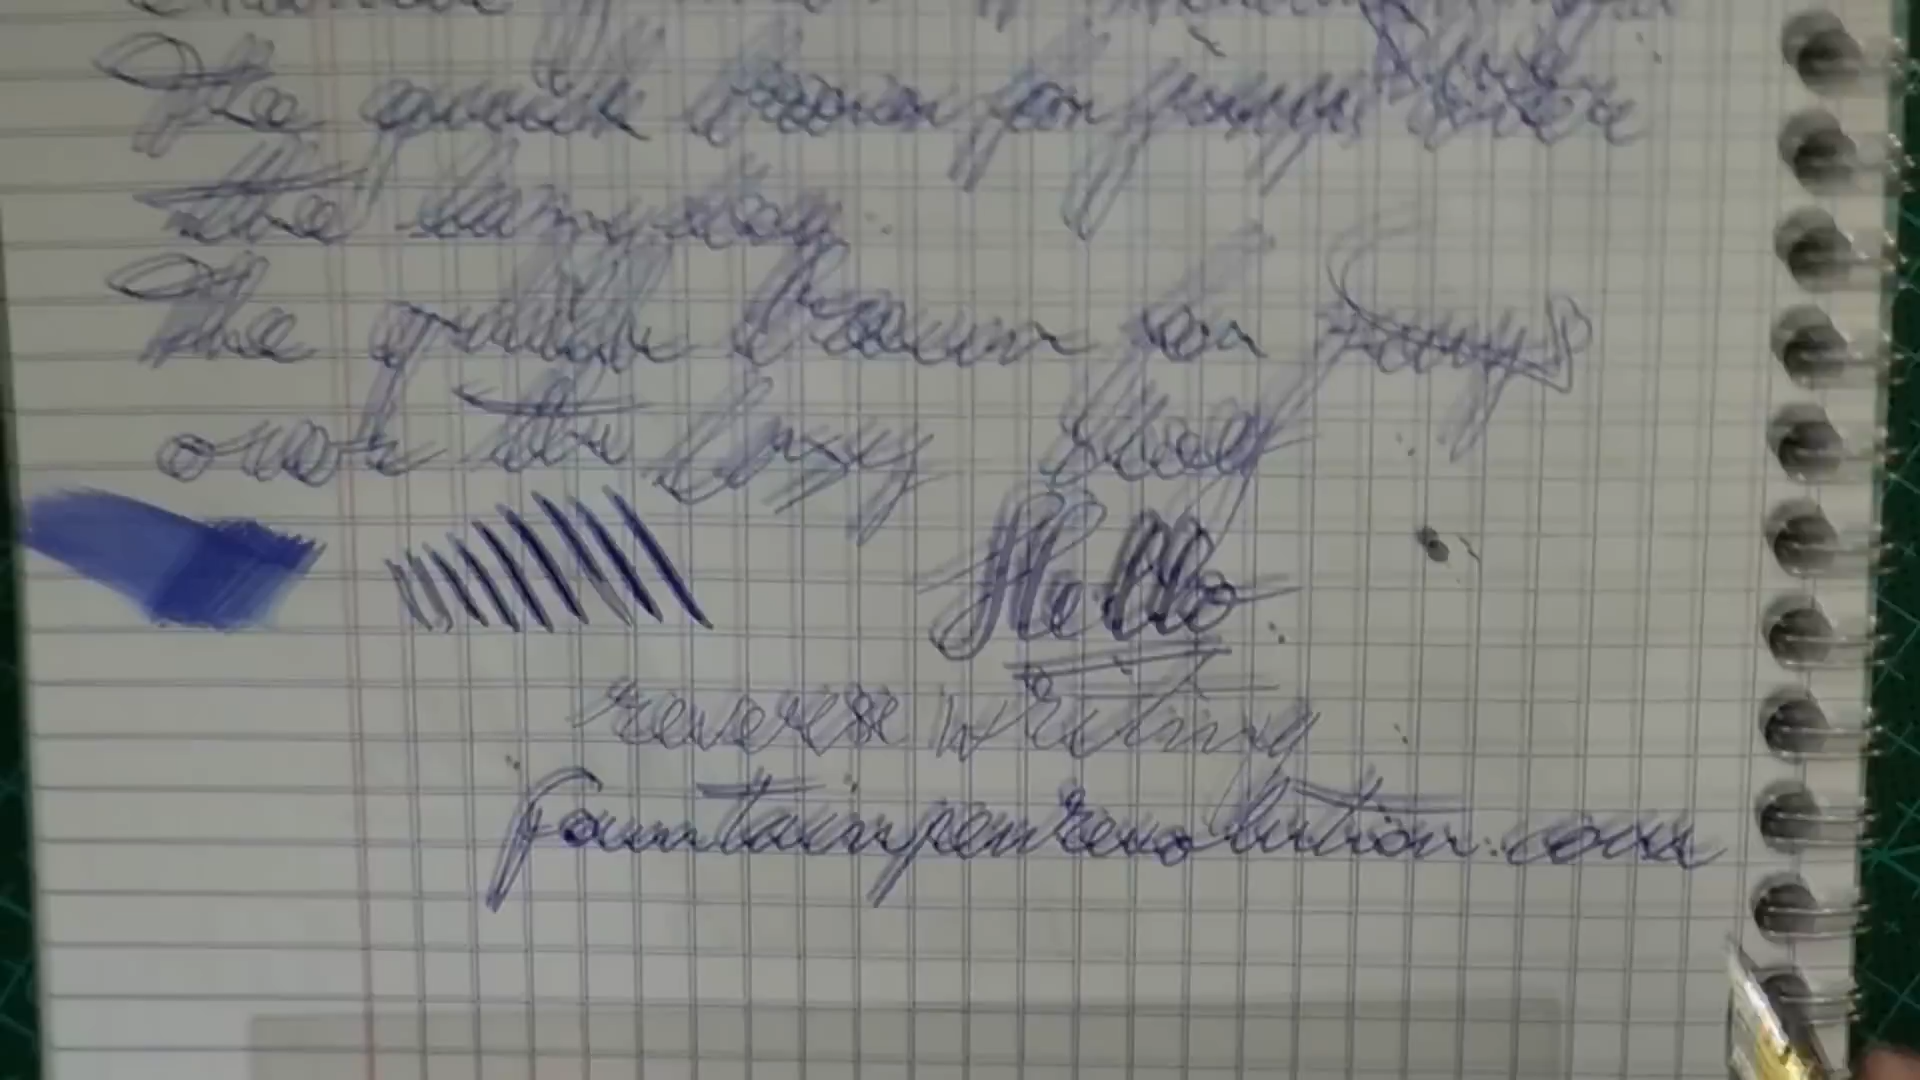 The quick brown fox jumps over
the lazy dog.
The quick brown fox jumps
over the lazy dog
Hello
reverse writing
fountainpenrevolution.com